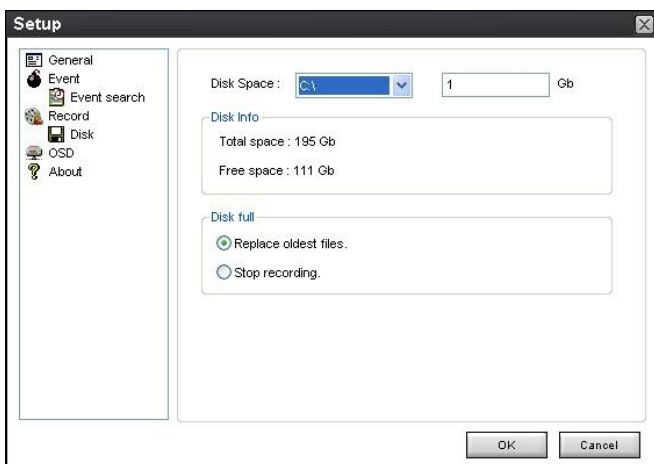 Setup
General
Event
Event search
Record
Disk
OSD
About
Disk Space : C:\ 1 Gb
Disk Info
Total space : 195 Gb
Free space : 111 Gb
Disk full
Replace oldest files.
Stop recording.
OK Cancel